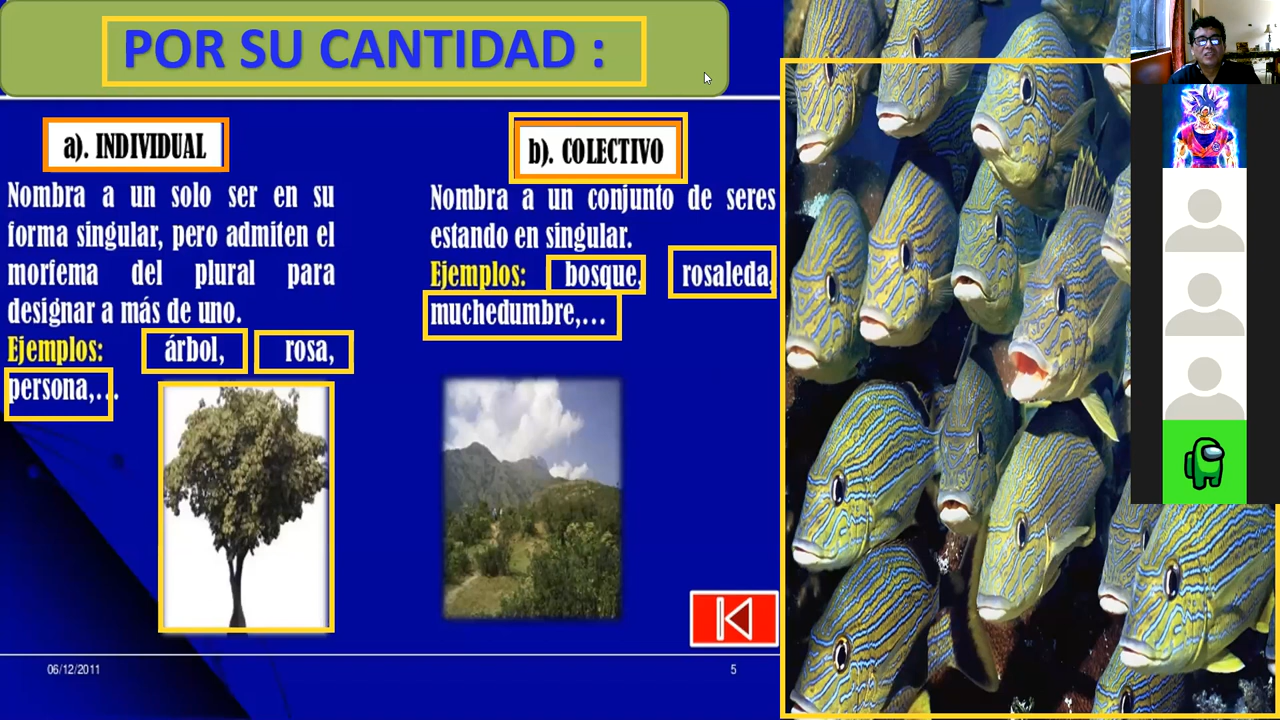 POR SU CANTIDAD :
a). INDIVIDUAL
Nombra a un solo ser en su
forma singular, pero admiten el
morfema del plural para
designar a más de uno.
Ejemplos: árbol, rosa,
persona,...
b). COLECTIVO
Nombra a un conjunto de seres
estando en singular.
Ejemplos: bosque, rosaleda,
muchedumbre,...
06/12/2011
5